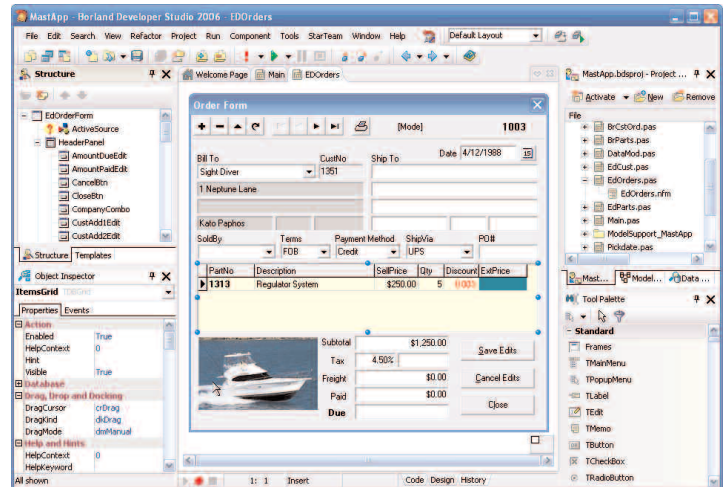 MastApp - Borland Developer Studio 2006 - EDOrders
File Edit Search View Refactor Project Run Component Tools StarTeam Window Help Default Layout
Structure
EdOrderForm
ActiveSource
HeaderPanel
AmountDueEdit
AmountPaidEdit
CancelBtn
CloseBtn
CompanyCombo
CustAdd1Edit
CustAdd2Edit
Structure Templates
Object Inspector
ItemsGrid TDBGrid
Properties Events
Action
Enabled True
HelpContext 0
Hint
Visible True
Database
Drag, Drop and Docking
DragCursor crDrag
DragKind dkDrag
DragMode dmManual
Help and Hints
HelpContext 0
HelpKeyword
All shown
Welcome Page Main EDOrders
Order Form
[Mode] 1003
Bill To CustNo Ship To Date 4/12/1988 15
Sight Diver 1351
1 Neptune Lane
Kato Paphos
SoldBy Terms Payment Method ShipVia PO#
FOB Credit UPS
PartNo Description SellPrice Qty Discount ExtPrice
1313 Regulator System $250.00 5
Subtotal $1,250.00 Save Edits
Tax 4.50%
Freight $0.00 Cancel Edits
Paid $0.00
Due Close
1: 1 Insert Code Design History
MastApp.bdsproj - Project ...
Activate New Remove
File
BrCstOrd.pas
BrParts.pas
DataMod.pas
EdCust.pas
EdOrders.pas
EdOrders.nfm
EdParts.pas
Main.pas
ModelSupport_MastApp
Pickdate.pas
Mast... Model... Data ...
Tool Palette
Standard
Frames
TMainMenu
TPopupMenu
TLabel
TEdit
TMemo
TButton
TCheckBox
TRadioButton